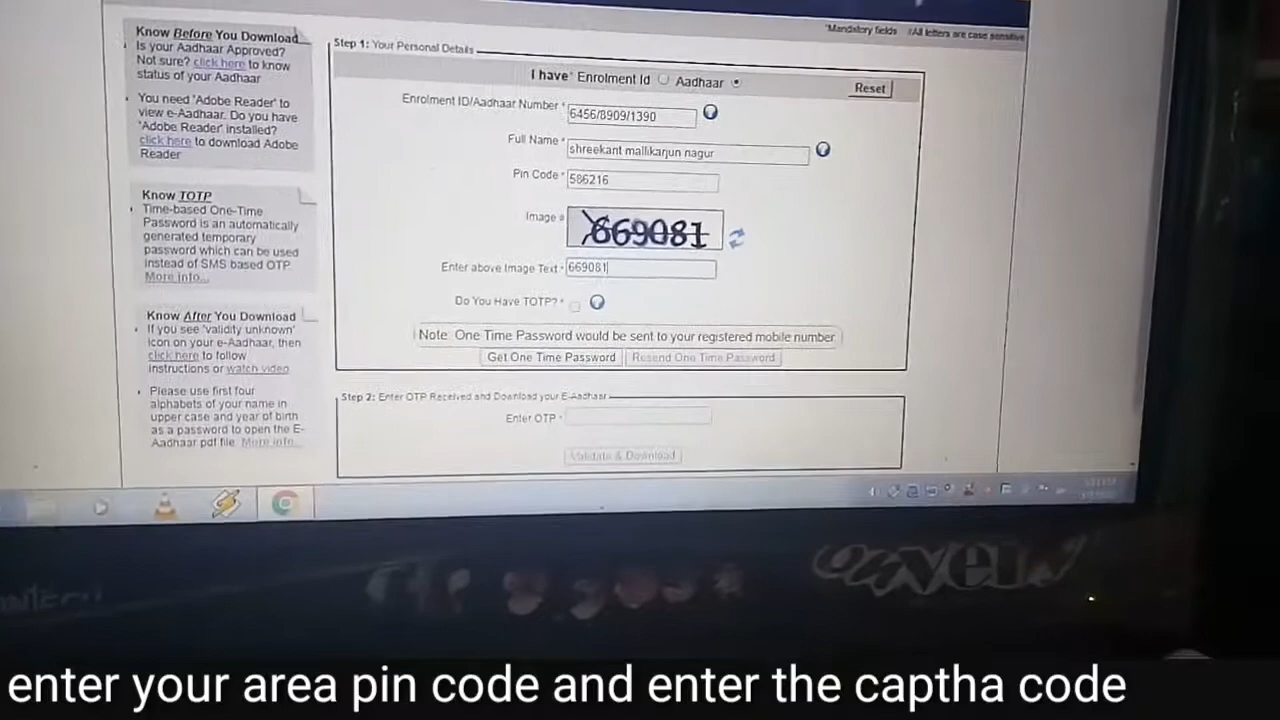 *Mandatory fields #All letters are case sensitive
Know Before You Download
Is your Aadhaar Approved?
Not sure? click here to know
status of your Aadhaar
You need 'Adobe Reader' to
view e-Aadhaar. Do you have
'Adobe Reader' installed?
click here to download Adobe
Reader
Know TOTP
Time-based One-Time
Password is an automatically
generated temporary
password which can be used
instead of SMS based OTP.
More info...
Know After You Download
If you see 'validity unknown'
icon on your e-Aadhaar, then
click here to follow
instructions or watch video
Please use first four
alphabets of your name in
upper case and year of birth
as a password to open the E-
Aadhaar pdf file. More info...
Step 1: Your Personal Details
I have* Enrolment Id Aadhaar
Reset
Enrolment ID/Aadhaar Number * 6456/8909/1390
Full Name * shreekant mallikarjun nagur
Pin Code * 586216
Image # 669081
Enter above Image Text * 669081
Do You Have TOTP? *
Note: One Time Password would be sent to your registered mobile number
Get One Time Password Resend One Time Password
Step 2: Enter OTP Received and Download your E-Aadhaar
Enter OTP *
Validate & Download
enter your area pin code and enter the captha code